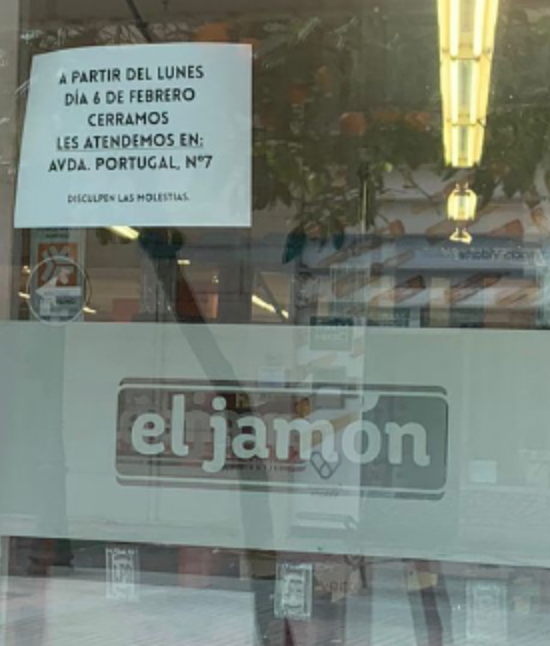 A PARTIR DEL LUNES
DÍA 6 DE FEBRERO
CERRAMOS
LES ATENDEMOS EN:
AVDA. PORTUGAL, Nº7
DISCULPEN LAS MOLESTIAS.
el jamón